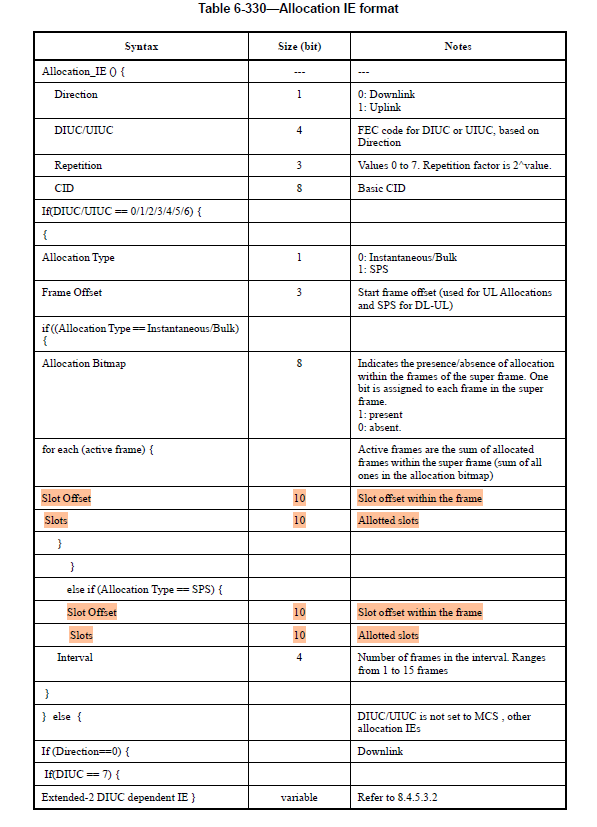 Table 6-330—Allocation IE format
Syntax Size (bit) Notes
Allocation_IE () { --- ---
Direction 1 0: Downlink
1: Uplink
DIUC/UIUC 4 FEC code for DIUC or UIUC, based on
Direction
Repetition 3 Values 0 to 7. Repetition factor is 2^value.
CID 8 Basic CID
If(DIUC/UIUC == 0/1/2/3/4/5/6) {
{
Allocation Type 1 0: Instantaneous/Bulk
1: SPS
Frame Offset 3 Start frame offset (used for UL Allocations
and SPS for DL-UL)
if ((Allocation Type == Instantaneous/Bulk)
{
Allocation Bitmap 8 Indicates the presence/absence of allocation
within the frames of the super frame. One
bit is assigned to each frame in the super
frame.
1: present
0: absent.
for each (active frame) { Active frames are the sum of allocated
frames within the super frame (sum of all
ones in the allocation bitmap)
Slot Offset 10 Slot offset within the frame
Slots 10 Allotted slots
}
}
else if (Allocation Type == SPS) {
Slot Offset 10 Slot offset within the frame
Slots 10 Allotted slots
Interval 4 Number of frames in the interval. Ranges
from 1 to 15 frames
}
} else { DIUC/UIUC is not set to MCS , other
allocation IEs
If (Direction==0) { Downlink
If(DIUC == 7) {
Extended-2 DIUC dependent IE } variable Refer to 8.4.5.3.2